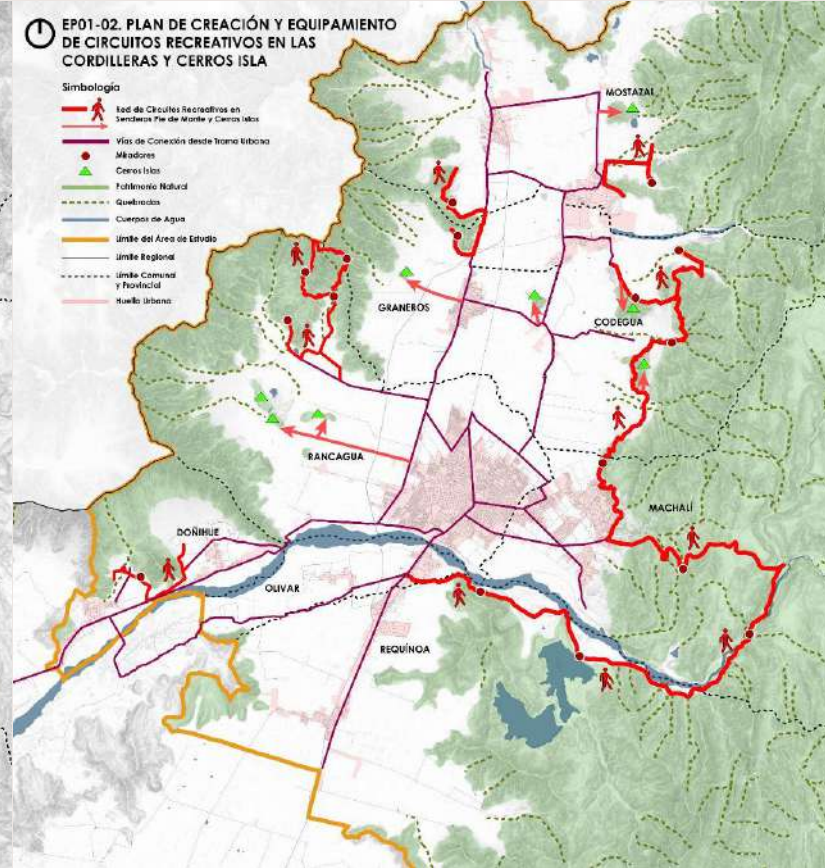 EP01-02. PLAN DE CREACIÓN Y EQUIPAMIENTO
DE CIRCUITOS RECREATIVOS EN LAS
CORDILLERAS Y CERROS ISLA
Simbología
Red de Circuitos Recreativos en
Senderos Pie de Monte y Cerros Islas
Vías de Conexión desde Trama Urbana
Miradores
Cerros Islas
Patrimonio Natural
Quebradas
Cuerpos de Agua
Límite del Área de Estudio
Límite Regional
Límite Comunal
y Provincial
Huella Urbana
MOSTAZAL
GRANEROS
CODEGUA
RANCAGUA
MACHALÍ
DOÑIHUE
OLIVAR
REQUÍNOA